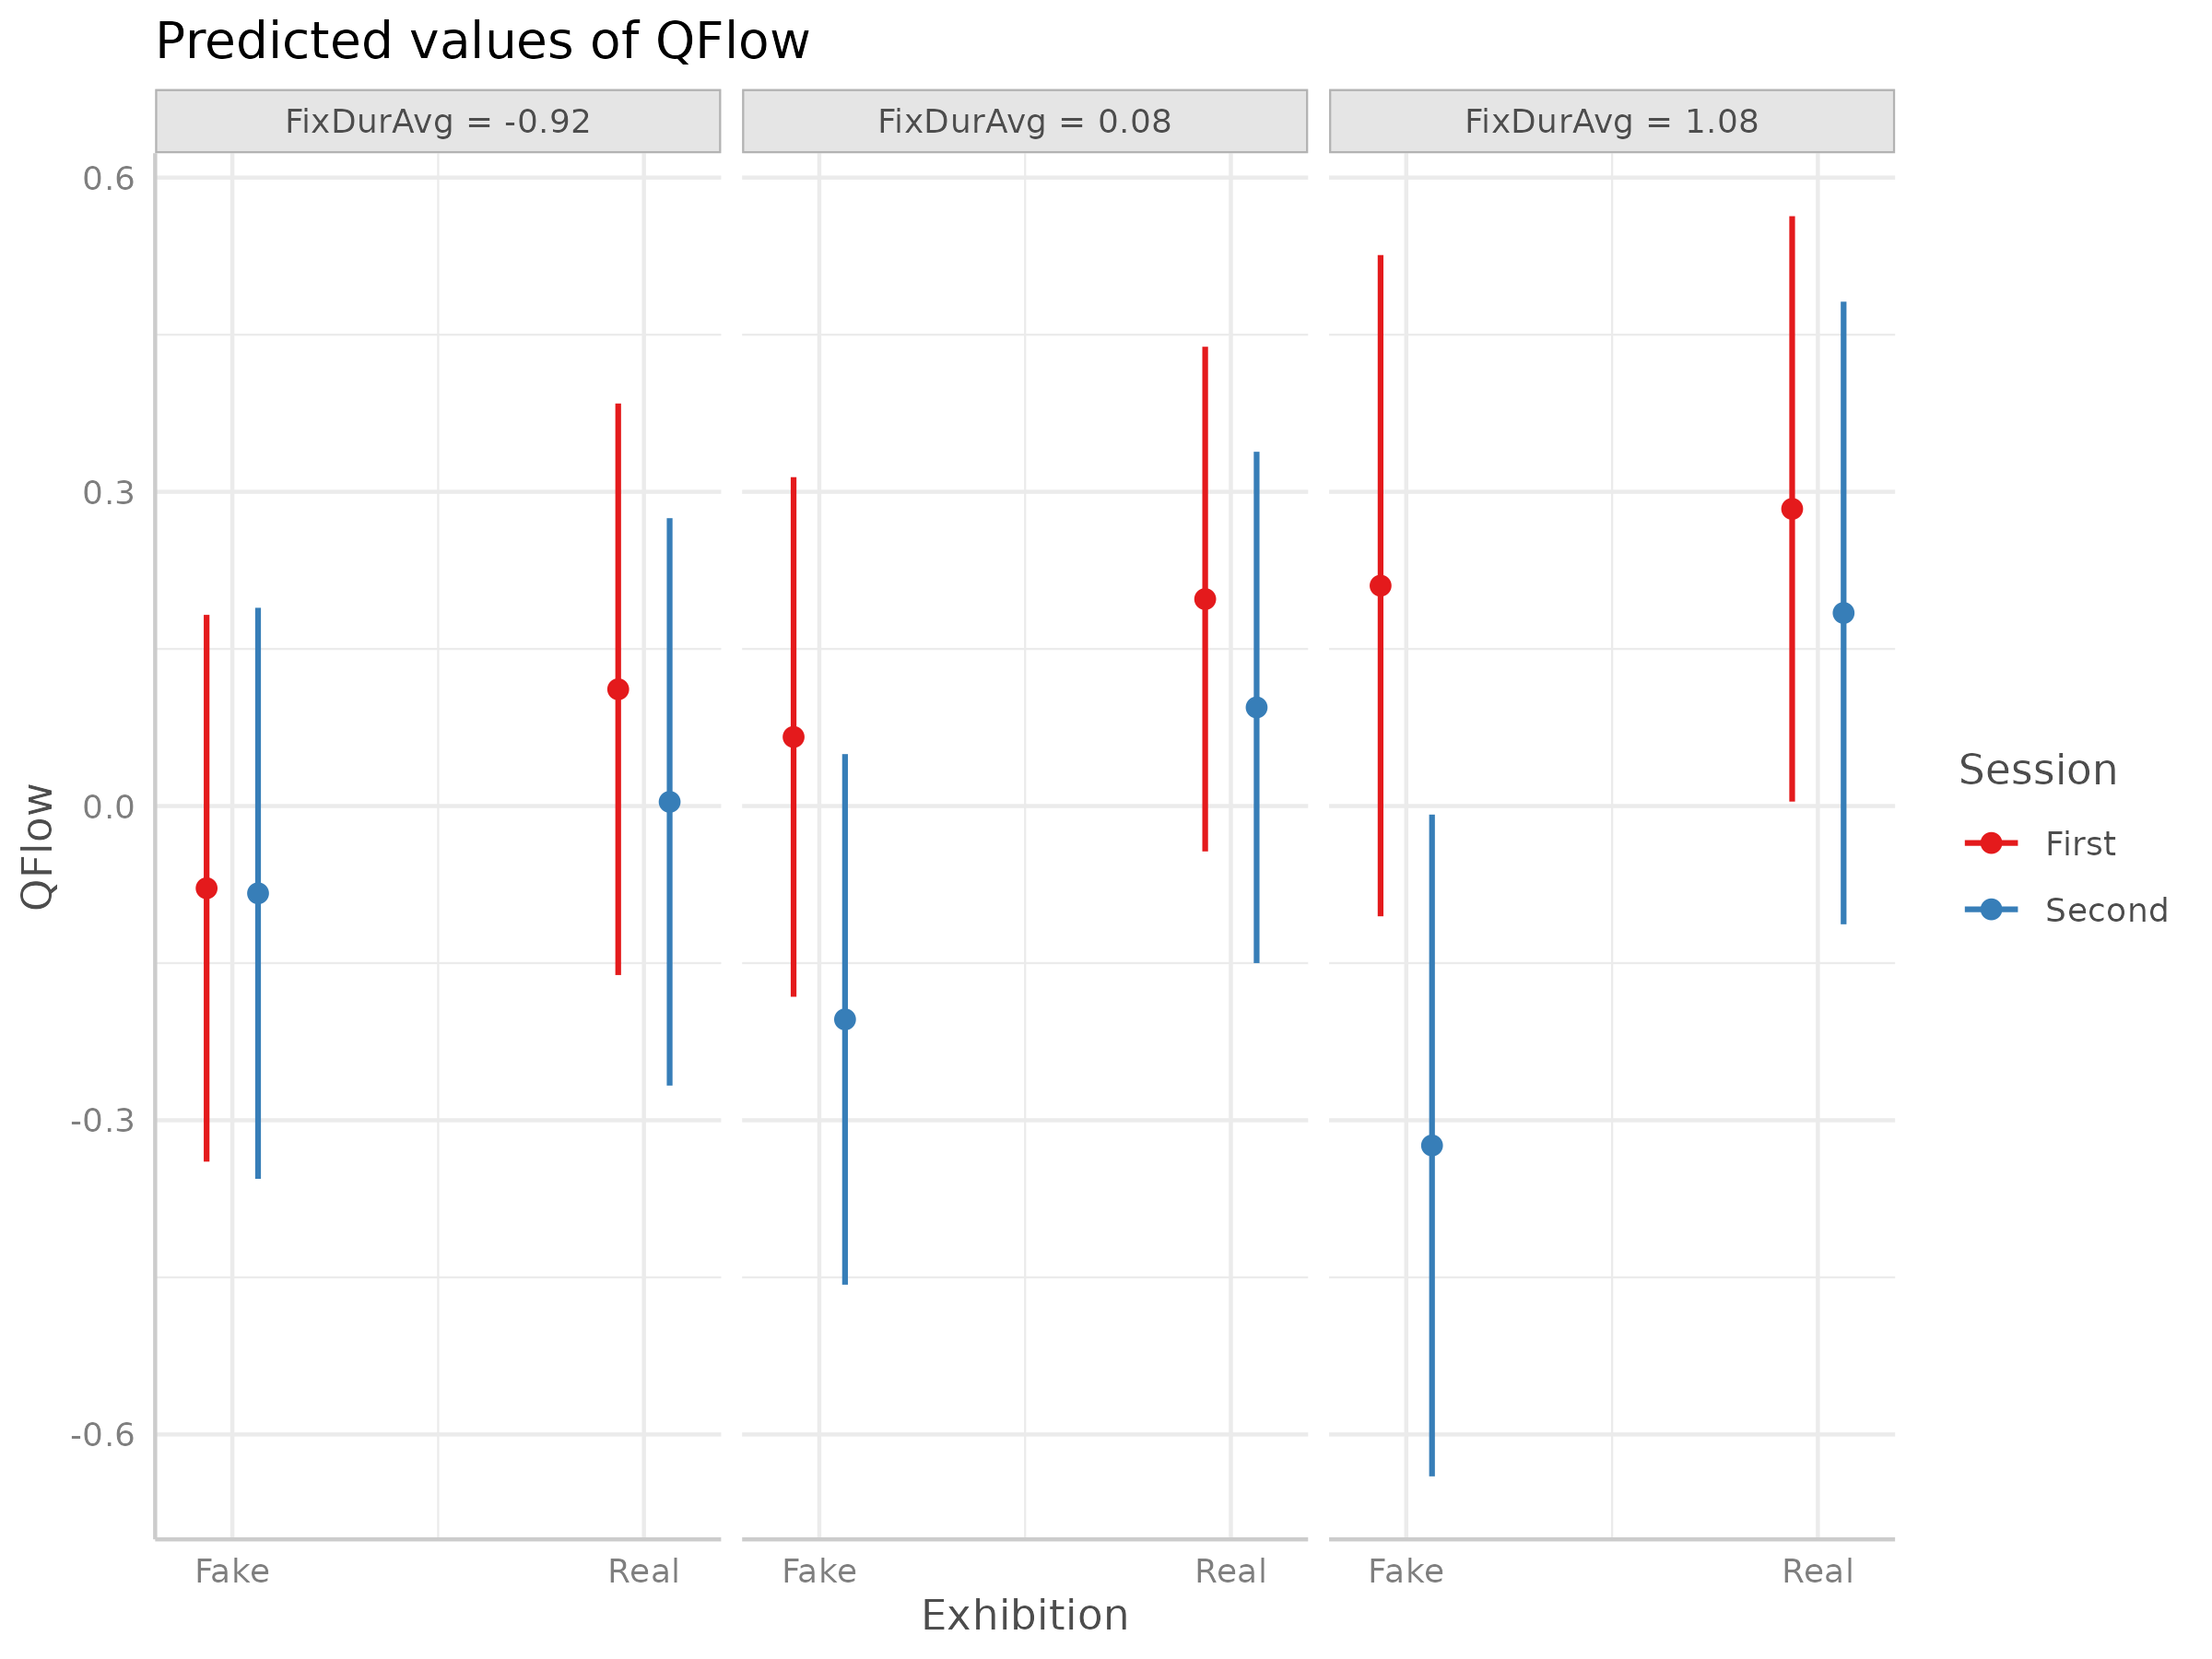 Predicted values of QFlow
FixDurAvg = -0.92
FixDurAvg = 0.08
FixDurAvg = 1.08
0.6
0.3
0.0
-0.3
-0.6
QFlow
Fake
Real
Fake
Real
Fake
Real
Exhibition
Session
First
Second